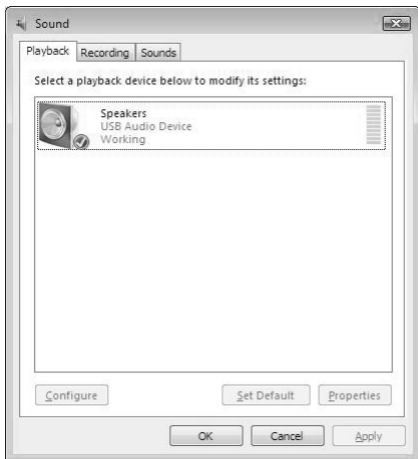 Sound
Playback Recording Sounds
Select a playback device below to modify its settings:
Speakers
USB Audio Device
Working
Configure Set Default Properties
OK Cancel Apply